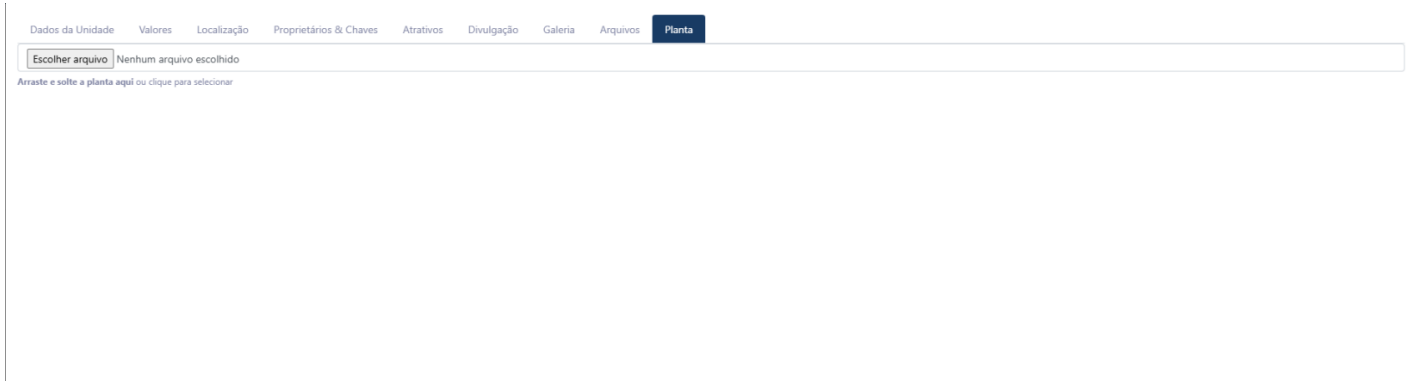 Dados da Unidade Valores Localização Proprietários & Chaves Atrativos Divulgação Galeria Arquivos Planta
Escolher arquivo Nenhum arquivo escolhido
Arraste e solte a planta aqui ou clique para selecionar